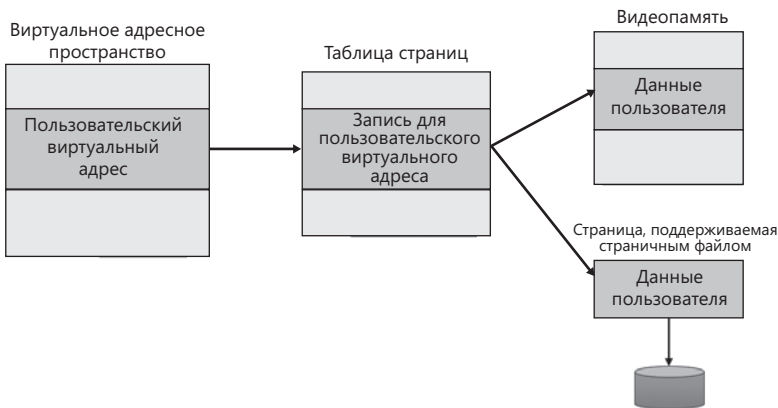 Виртуальное адресное
пространство
Пользовательский
виртуальный
адрес
Таблица страниц
Запись для
пользовательского
виртуального
адреса
Видеопамять
Данные
пользователя
Страница, поддерживаемая
страничным файлом
Данные
пользователя